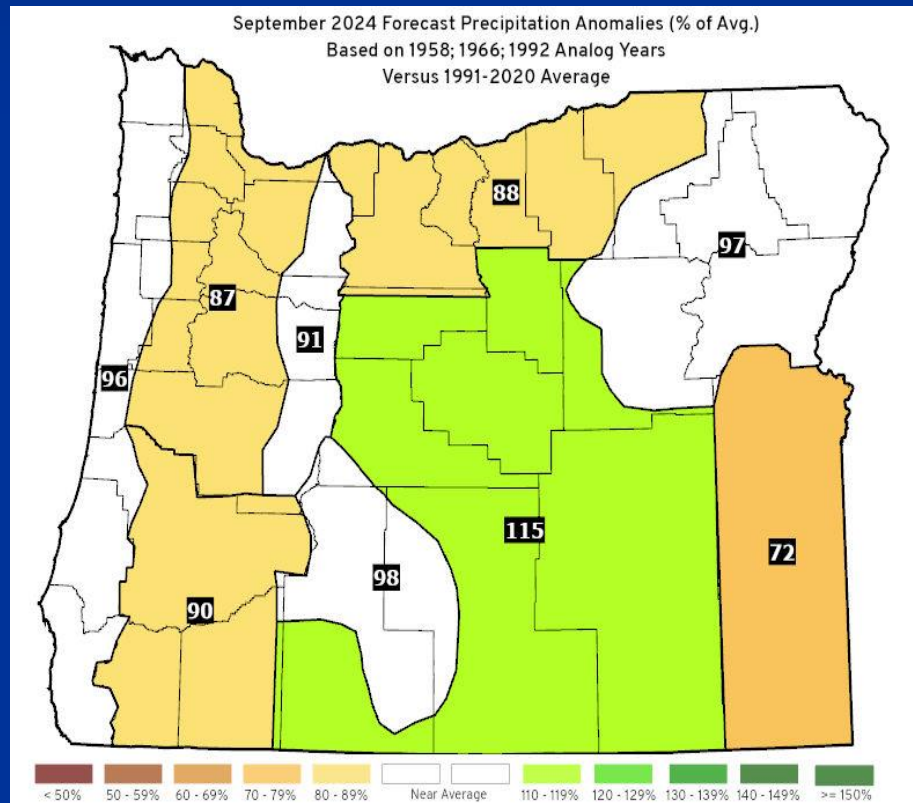 September 2024 Forecast Precipitation Anomalies (% of Avg.)
Based on 1958; 1966; 1992 Analog Years
Versus 1991-2020 Average
88
97
87
91
96
115
72
98
90
< 50%
50 - 59%
60 - 69%
70 - 79%
80 - 89%
Near Average
110 - 119%
120 - 129%
130 - 139%
140 - 149%
>= 150%